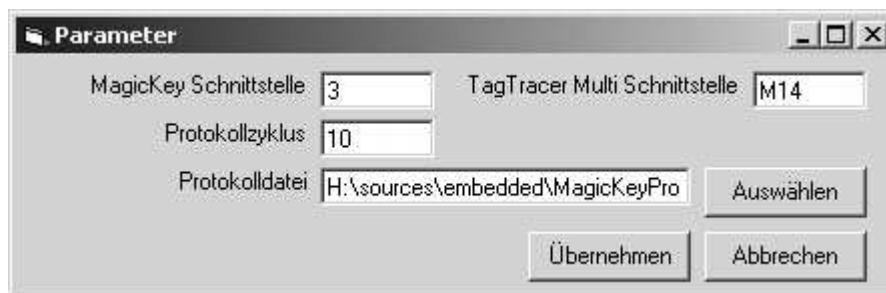 Parameter
MagicKey Schnittstelle 3 TagTracer Multi Schnittstelle M14
Protokollzyklus 10
Protokolldatei H:\sources\embedded\MagicKeyPro Auswählen
Übernehmen Abbrechen